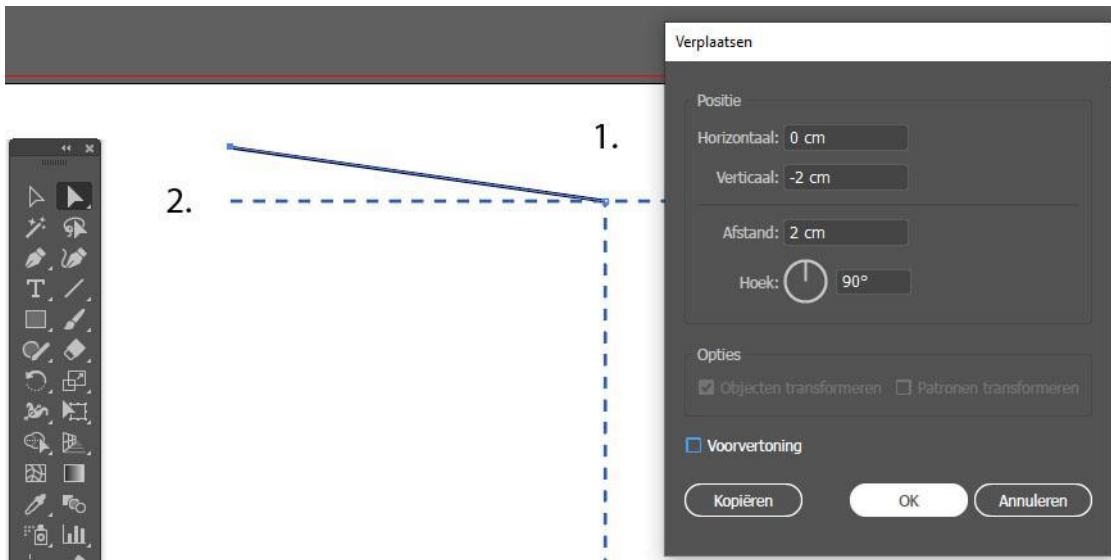 Verplaatsen
Positie
Horizontaal: 0 cm
Verticaal: -2 cm
Afstand: 2 cm
Hoek: 90°
Opties
Objecten transformeren Patronen transformeren
Voorvertoning
Kopiëren OK Annuleren
1.
2.